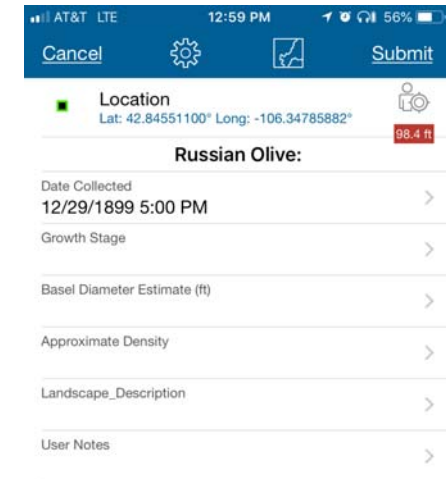 AT&T LTE 12:59 PM 56%
Cancel Submit
Location
Lat: 42.84551100° Long: -106.34785882°
98.4 ft
Russian Olive:
Date Collected
12/29/1899 5:00 PM
Growth Stage
Basel Diameter Estimate (ft)
Approximate Density
Landscape_Description
User Notes